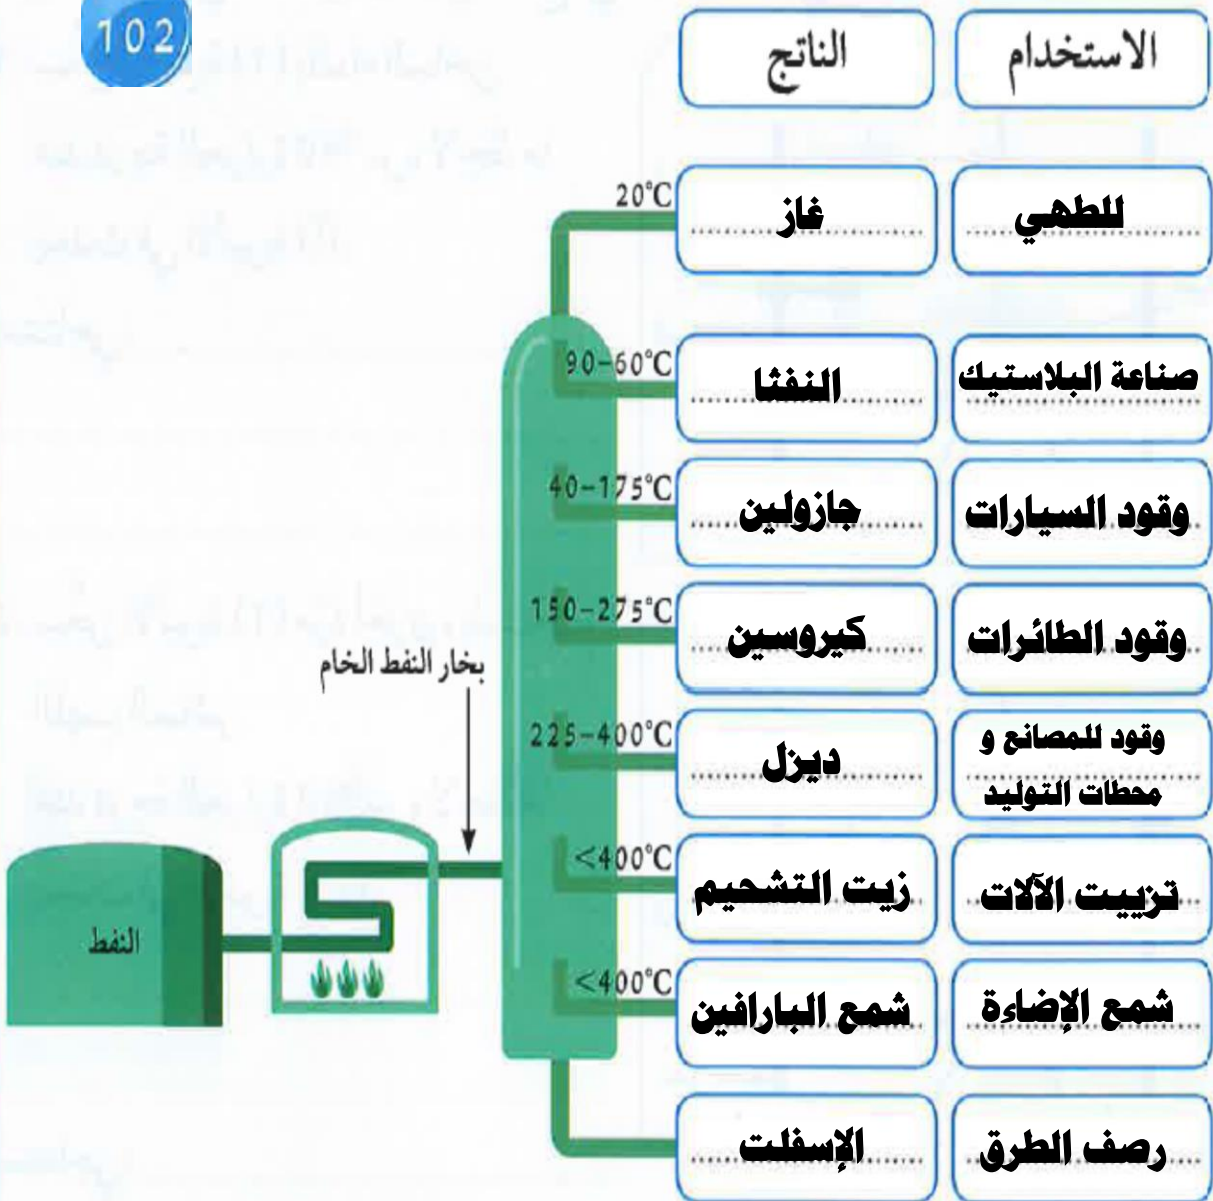 102
الاستخدام
الناتج
للطهي
غاز
20°C
صناعة البلاستيك
النفثا
90-60°C
وقود السيارات
جازولين
40-175°C
وقود الطائرات
كيروسين
150-275°C
بخار النفط الخام
وقود للمصانع و
محطات التوليد
ديزل
225-400°C
تزييت الآلات
زيت التشحيم
<400°C
النفط
شمع الإضاءة
شمع البارافين
<400°C
رصف الطرق
الإسفلت